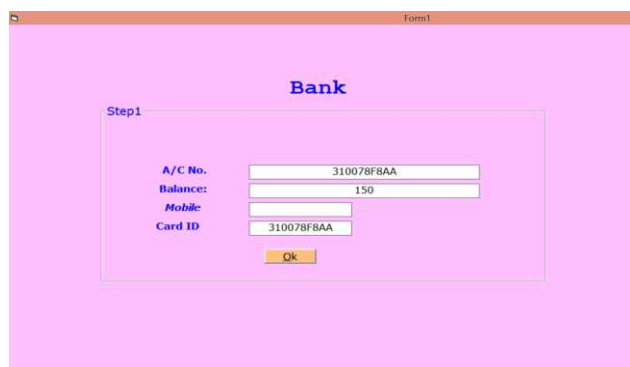 Form1
Bank
Step1
A/C No. 310078F8AA
Balance: 150
Mobile
Card ID 310078F8AA
Ok